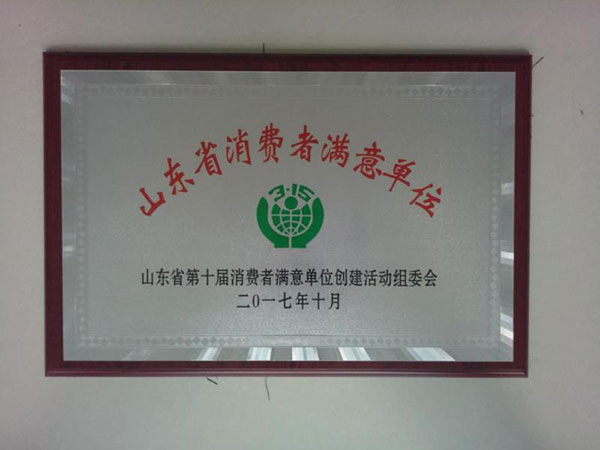 山东省消费者满意单位
3·15
山东省第十届消费者满意单位创建活动组委会
二〇一七年十月